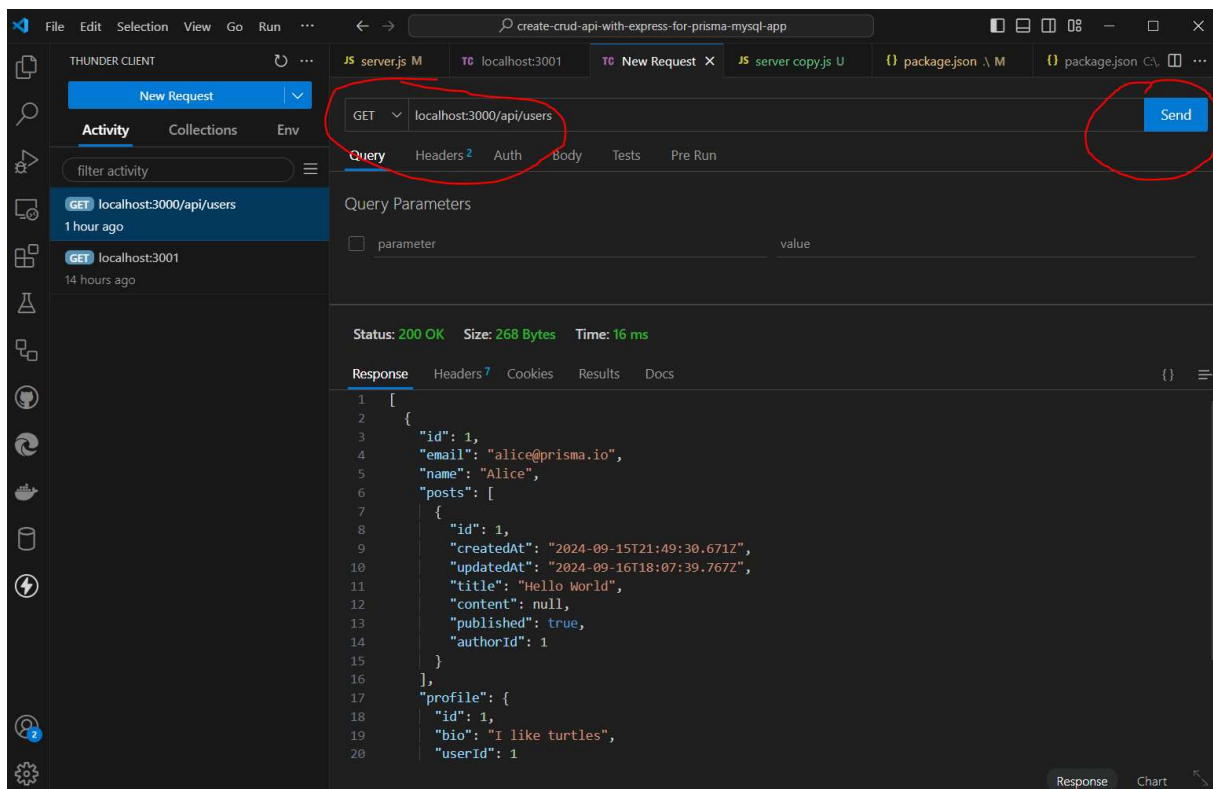 File Edit Selection View Go Run ··· create-crud-api-with-express-for-prisma-mysql-app
THUNDER CLIENT ···
JS server.js M TC localhost:3001 TC New Request JS server copy.js U {} package.json .\ M {} package.json C:\, ···
New Request
Activity Collections Env
filter activity
GET localhost:3000/api/users
1 hour ago
GET localhost:3001
14 hours ago
GET localhost:3000/api/users Send
Query Headers 2 Auth Body Tests Pre Run
Query Parameters
parameter value
Status: 200 OK Size: 268 Bytes Time: 16 ms
Response Headers 7 Cookies Results Docs {}
1 [
2 {
3 "id": 1,
4 "email": "alice@prisma.io",
5 "name": "Alice",
6 "posts": [
7 {
8 "id": 1,
9 "createdAt": "2024-09-15T21:49:30.671Z",
10 "updatedAt": "2024-09-16T18:07:39.767Z",
11 "title": "Hello World",
12 "content": null,
13 "published": true,
14 "authorId": 1
15 }
16 ],
17 "profile": {
18 "id": 1,
19 "bio": "I like turtles",
20 "userId": 1
2
Response Chart